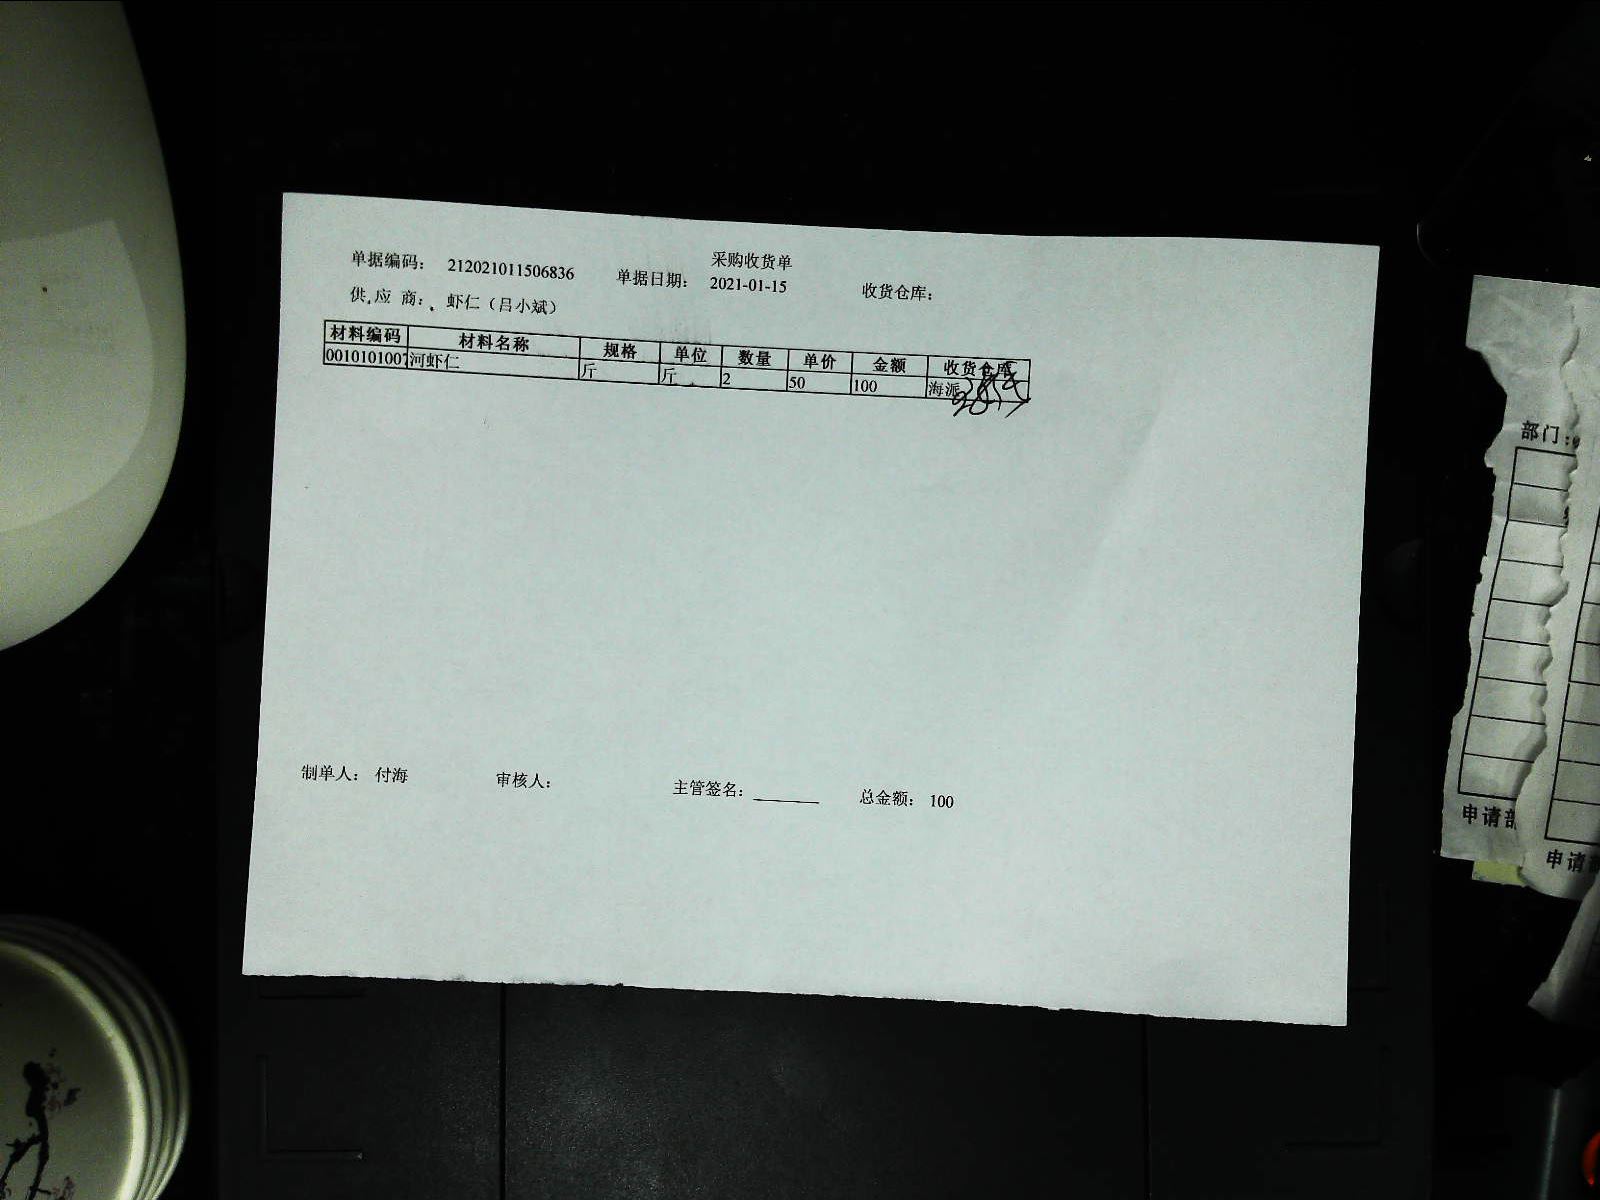 采购收货单
单据编码： 212021011506836 单据日期： 2021-01-15 收货仓库：
供 应 商： 虾仁（吕小斌）
材料编码 材料名称 规格 单位 数量 单价 金额 收货仓库
0010101007 河虾仁 斤 斤 2 50 100 海派
制单人： 付海 审核人： 主管签名： 总金额： 100
部门：
申请部
申请